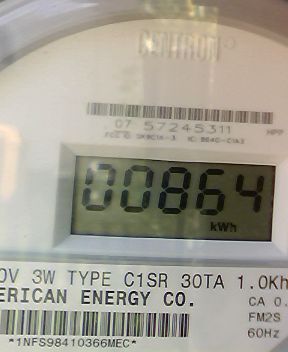 CENTRON®
07 57245311
HPP
00864
kWh
0V 3W TYPE C1SR 30TA 1.0Kh
ERICAN ENERGY CO.
CA 0.
FM2S
60Hz
*1NFS98410366MEC*